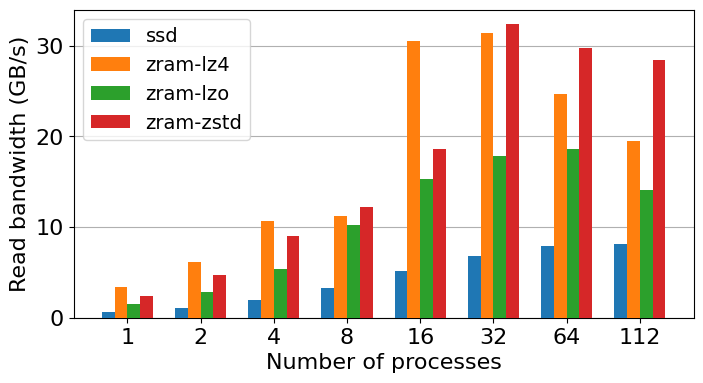 ssd
zram-lz4
zram-lzo
zram-zstd
Read bandwidth (GB/s)
30
20
10
0
1 2 4 8 16 32 64 112
Number of processes